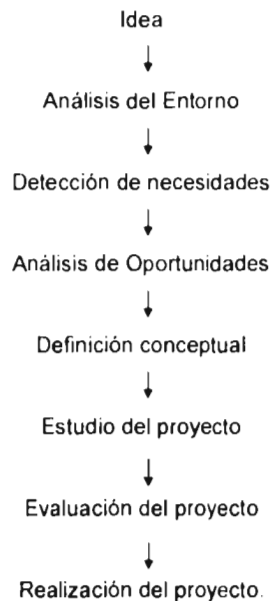 Idea
Análisis del Entorno
Detección de necesidades
Análisis de Oportunidades
Definición conceptual
Estudio del proyecto
Evaluación del proyecto
Realización del proyecto.